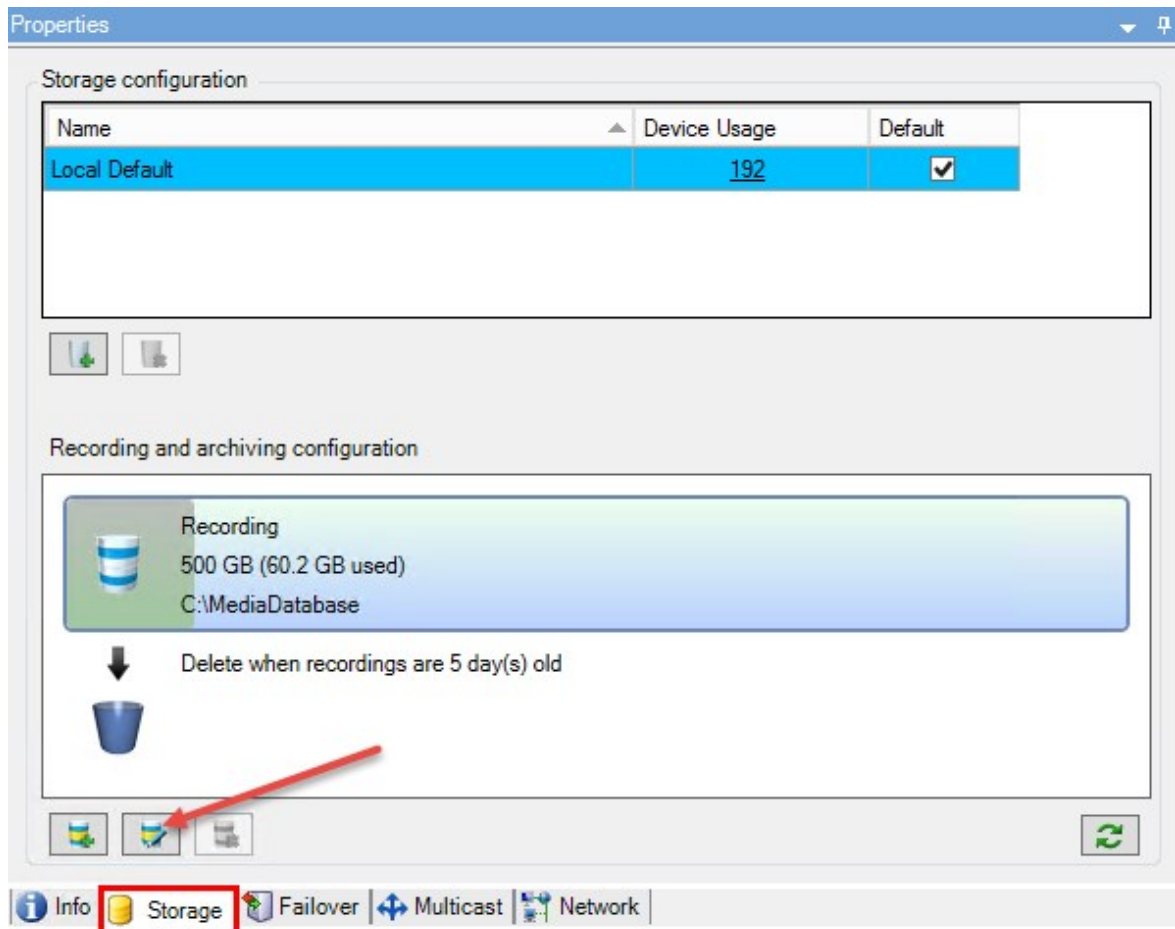 Properties
Storage configuration
Name Device Usage Default
Local Default 192
Recording and archiving configuration
Recording
500 GB (60.2 GB used)
C:\MediaDatabase
Delete when recordings are 5 day(s) old
Info Storage Failover Multicast Network